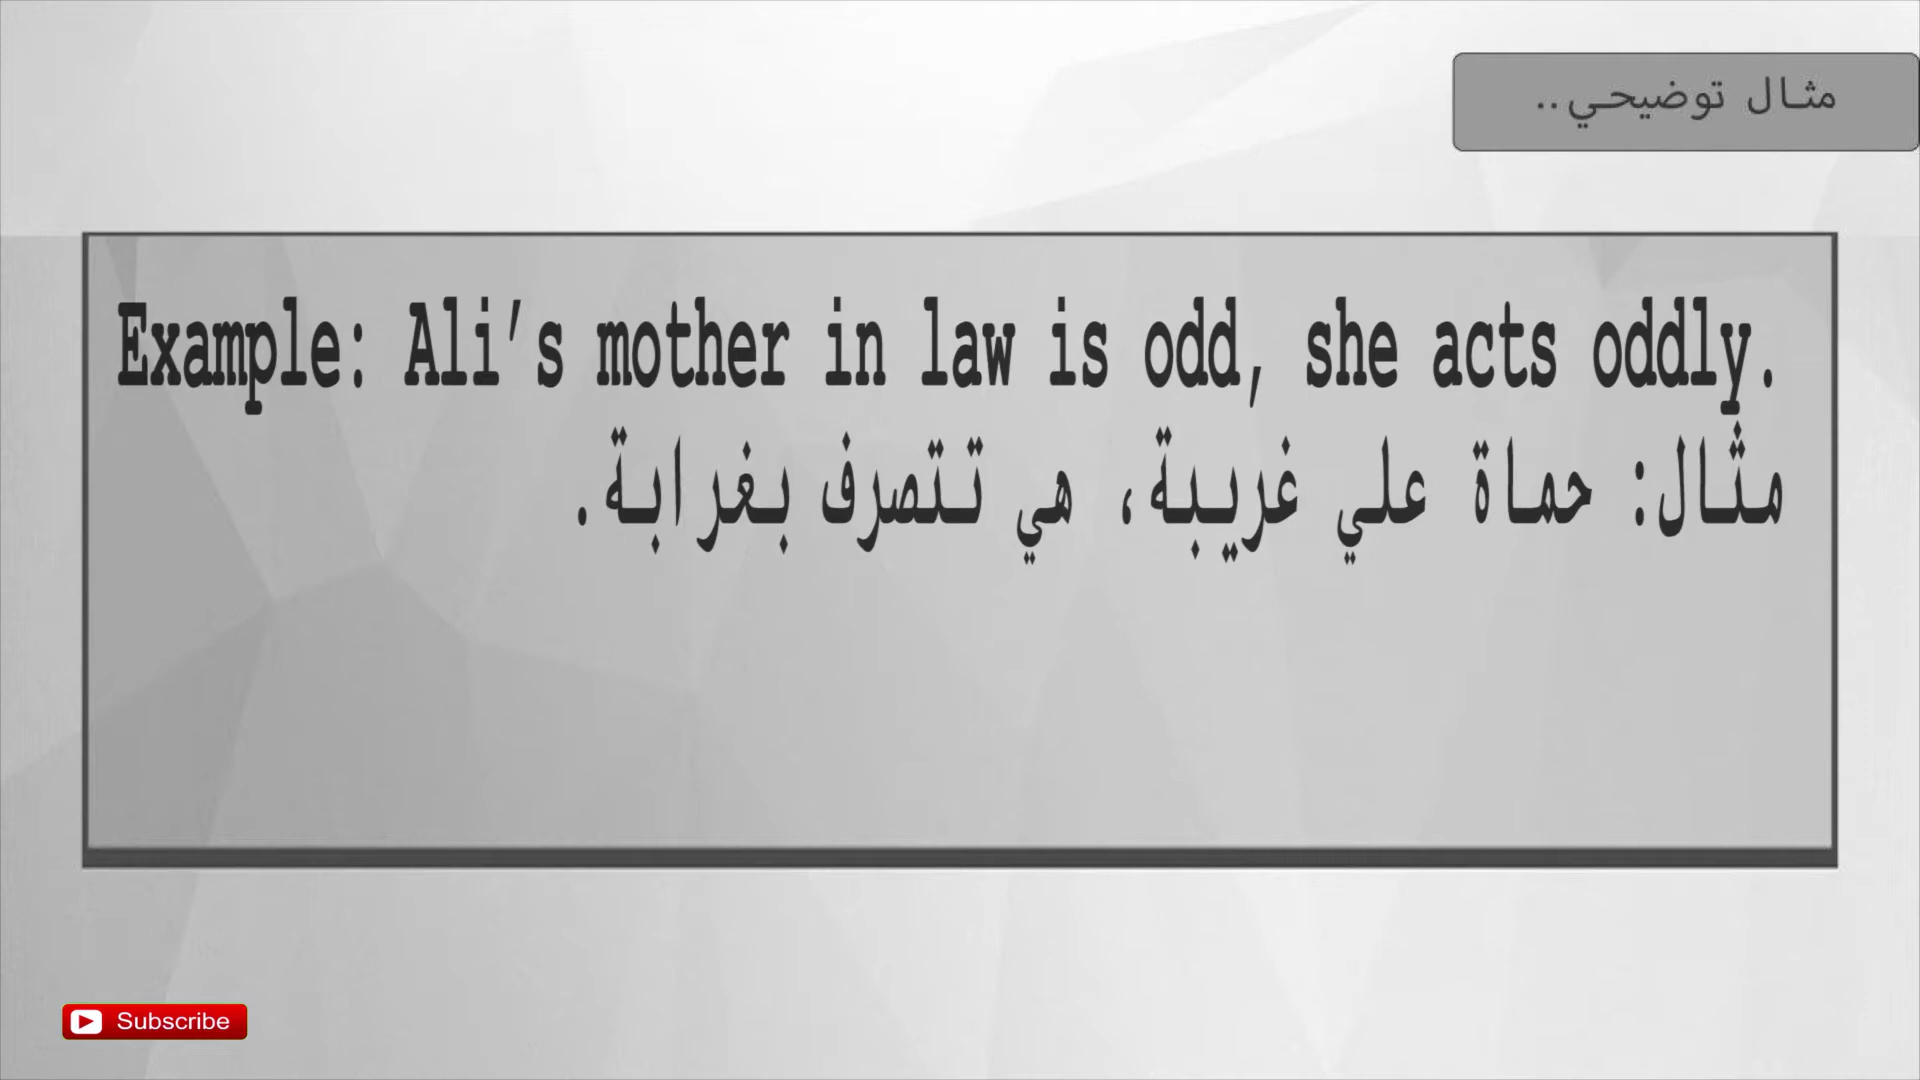 مثال توضيحي..
Example: Ali's mother in law is odd, she acts oddly.
مثال: حماة علي غريبة، هي تتصرف بغرابة.
Subscribe